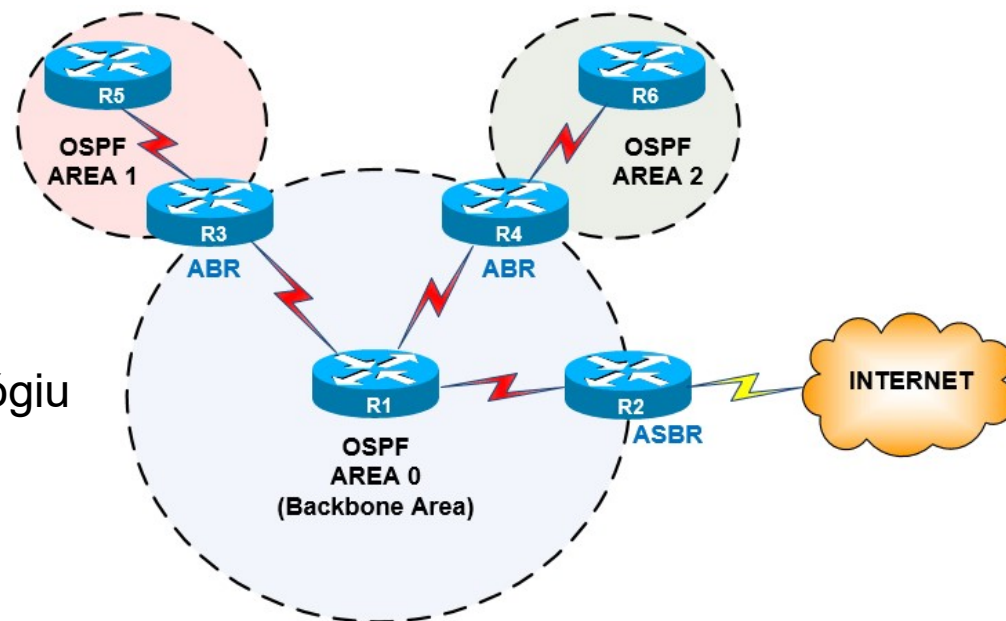 R5
OSPF
AREA 1
R6
OSPF
AREA 2
R3
ABR
R4
ABR
ógiu
R1
R2
ASBR
INTERNET
OSPF
AREA 0
(Backbone Area)